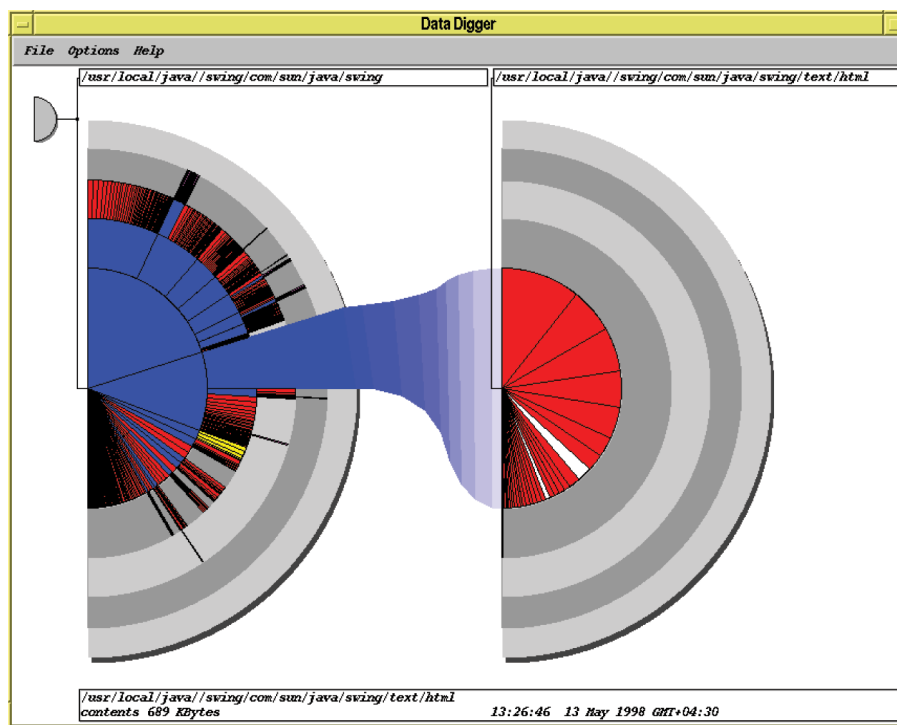 Data Digger
File Options Help
/usr/local/java//swing/com/sun/java/swing
/usr/local/java//swing/com/sun/java/swing/text/html
/usr/local/java//swing/com/sun/java/swing/text/html
contents 689 KBytes 13:26:46 13 May 1998 GMT+04:30